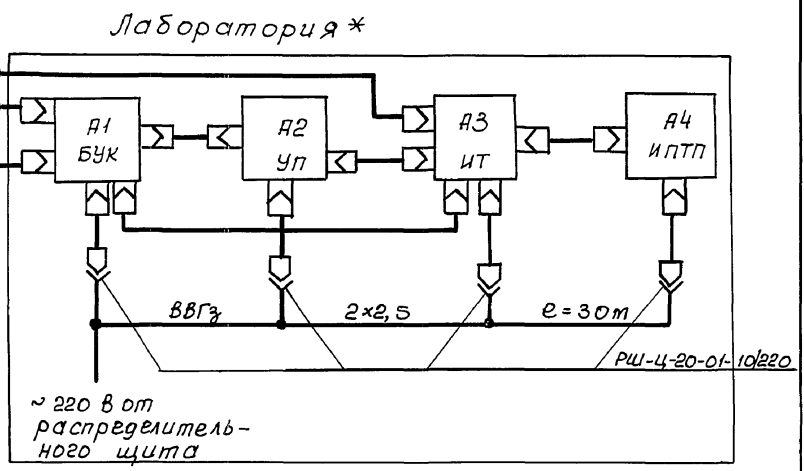 Лаборатория*
А1
БУК
А2
УП
А3
ИТ
А4
ИПТП
ВВГз 2×2,5 ℓ=30m
РШ-Ц-20-01-10/220
~220 В от
распределитель-
ного щита